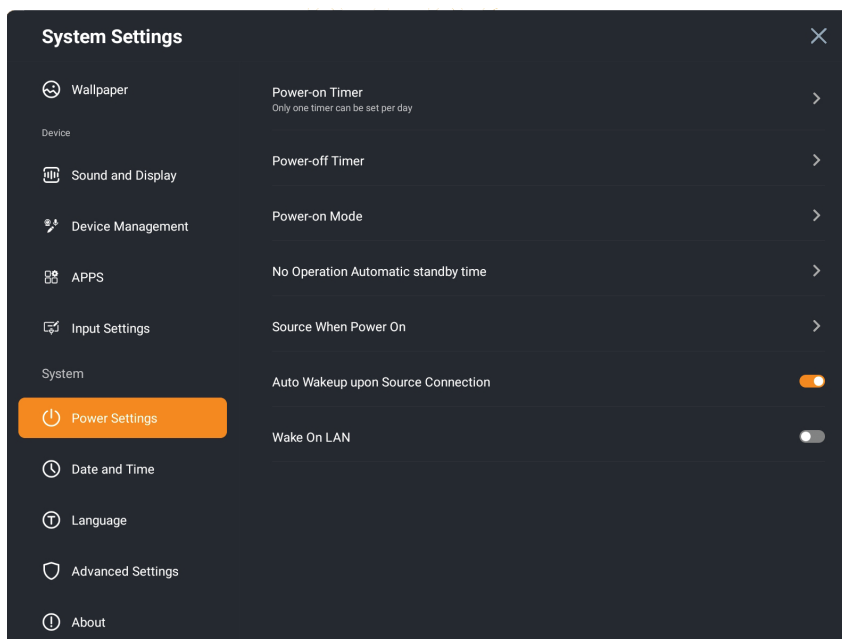 System Settings
Wallpaper
Device
Sound and Display
Device Management
APPS
Input Settings
System
Power Settings
Date and Time
Language
Advanced Settings
About
Power-on Timer
Only one timer can be set per day
Power-off Timer
Power-on Mode
No Operation Automatic standby time
Source When Power On
Auto Wakeup upon Source Connection
Wake On LAN